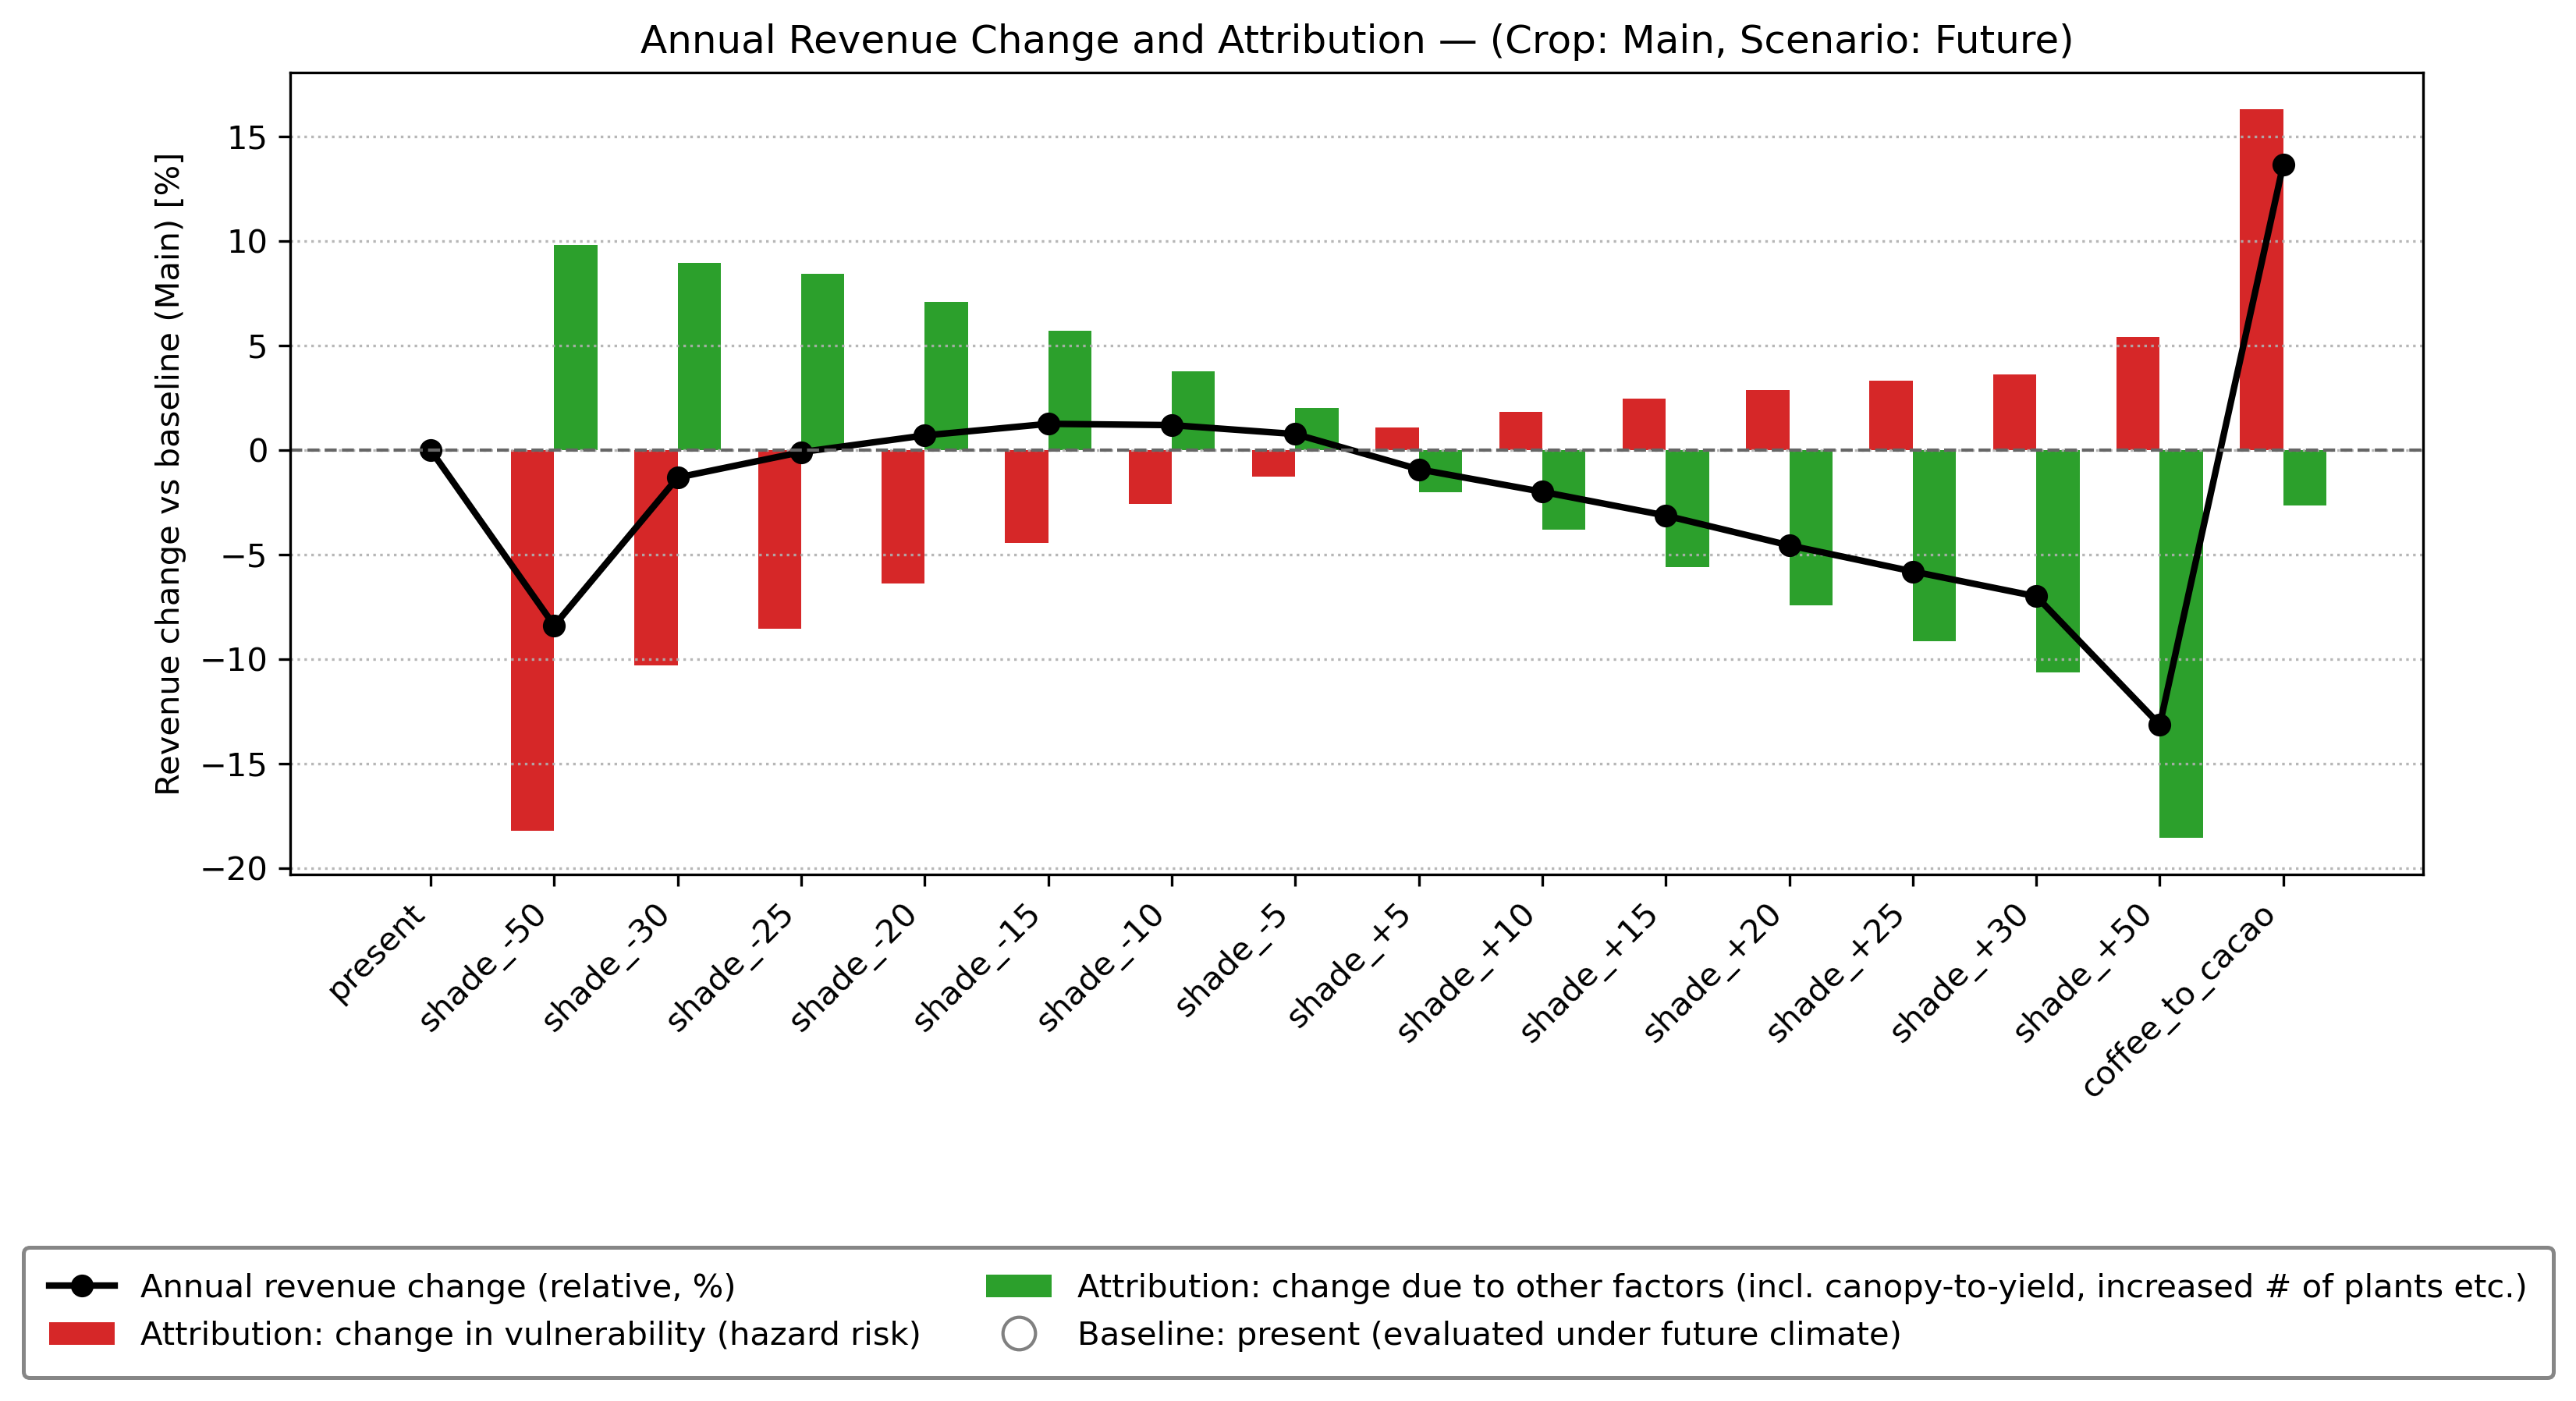 Annual Revenue Change and Attribution — (Crop: Main, Scenario: Future)
Revenue change vs baseline (Main) [%]
15
10
5
0
−5
−10
−15
−20
present
shade_-50
shade_-30
shade_-25
shade_-20
shade_-15
shade_-10
shade_-5
shade_+5
shade_+10
shade_+15
shade_+20
shade_+25
shade_+30
shade_+50
coffee_to_cacao
Annual revenue change (relative, %)
Attribution: change in vulnerability (hazard risk)
Attribution: change due to other factors (incl. canopy-to-yield, increased # of plants etc.)
Baseline: present (evaluated under future climate)